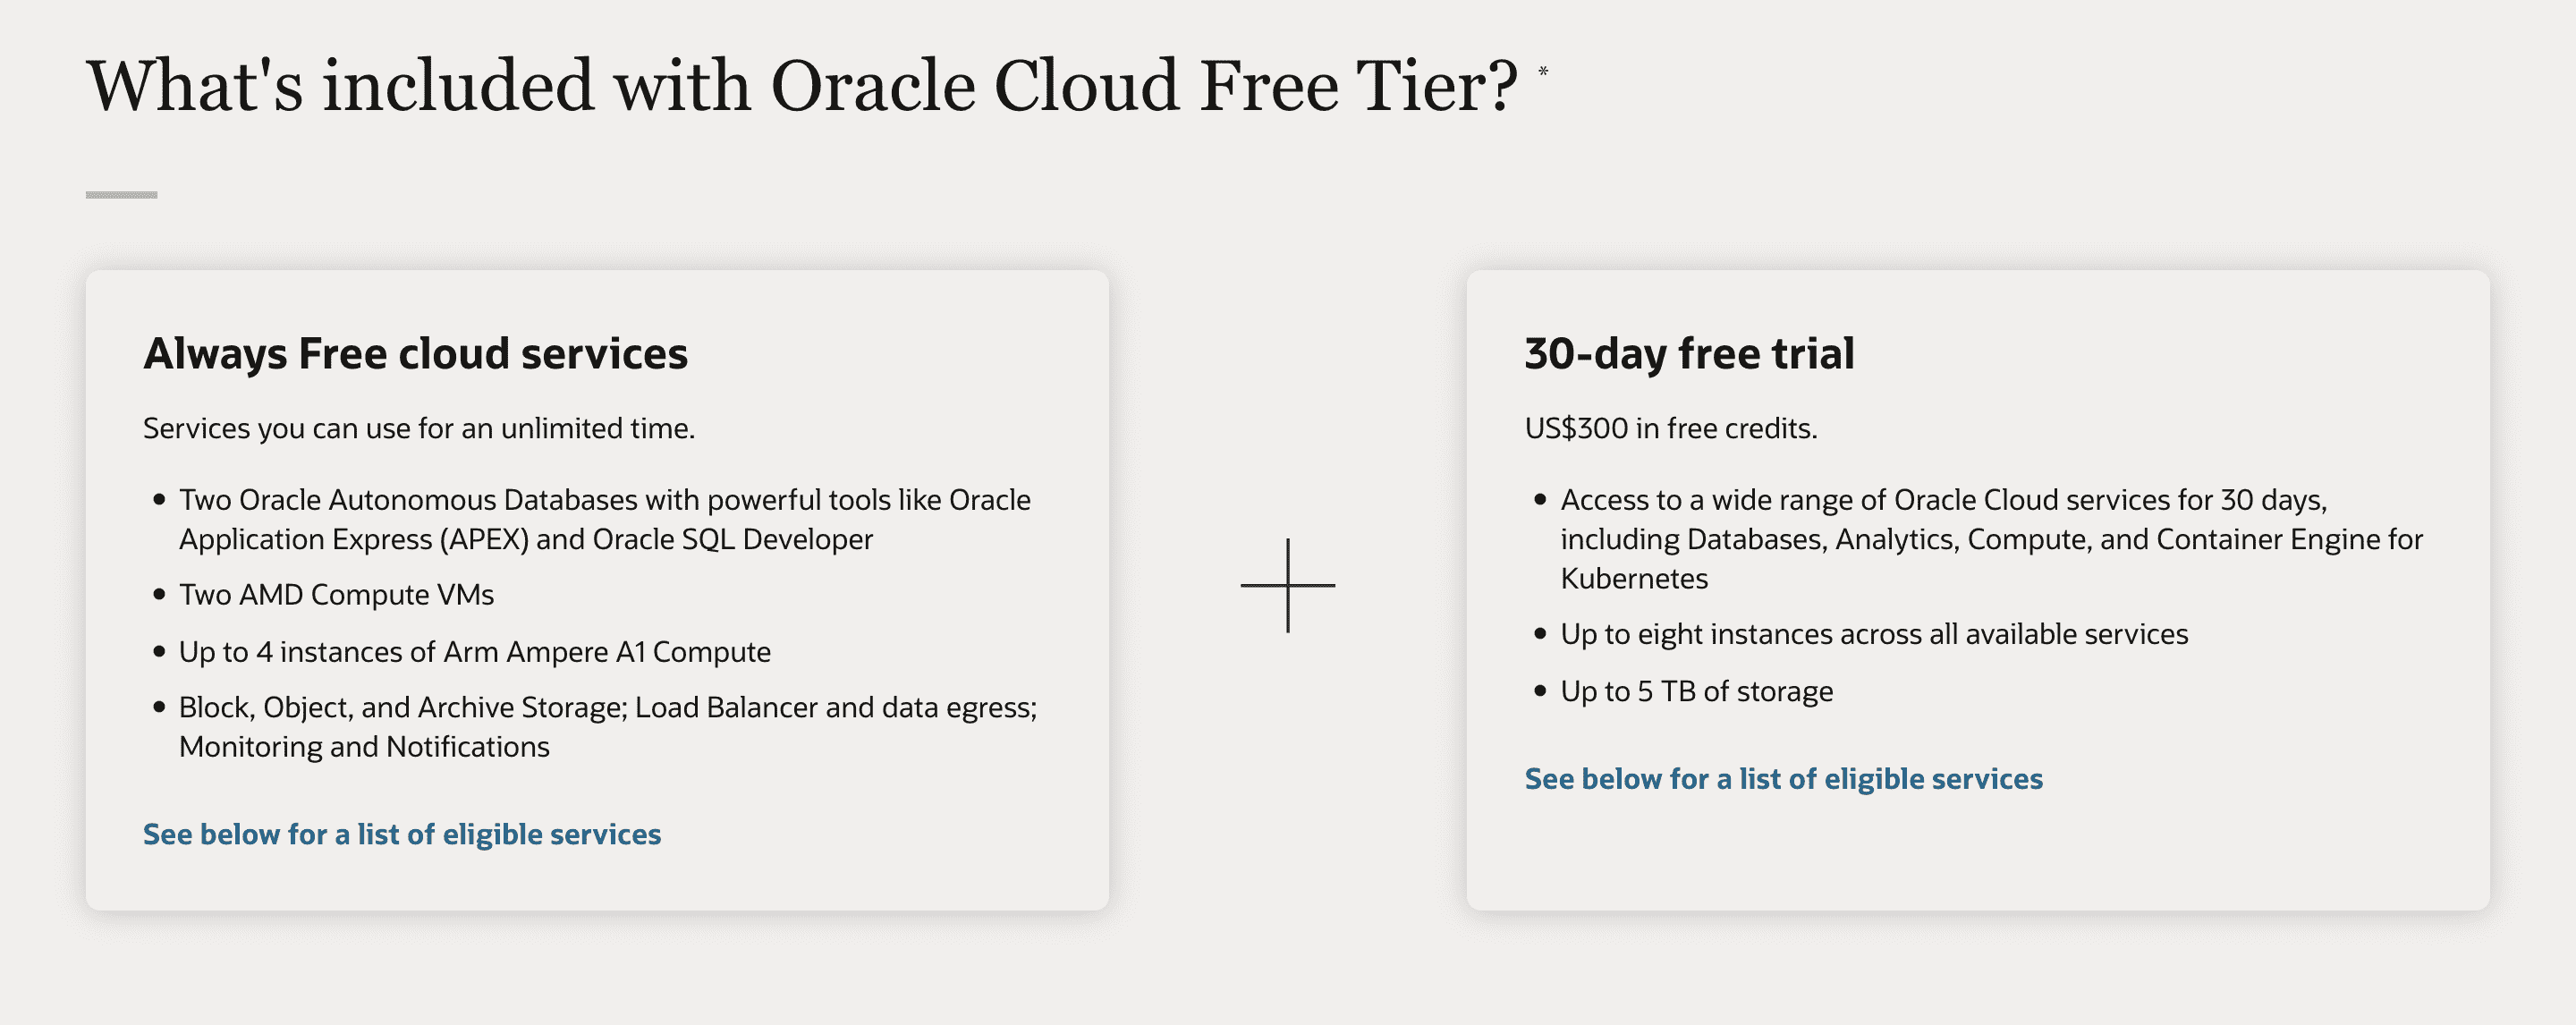 What's included with Oracle Cloud Free Tier? *
Always Free cloud services
Services you can use for an unlimited time.
• Two Oracle Autonomous Databases with powerful tools like Oracle
Application Express (APEX) and Oracle SQL Developer
• Two AMD Compute VMs
• Up to 4 instances of Arm Ampere A1 Compute
• Block, Object, and Archive Storage; Load Balancer and data egress;
Monitoring and Notifications
See below for a list of eligible services
30-day free trial
US$300 in free credits.
• Access to a wide range of Oracle Cloud services for 30 days,
including Databases, Analytics, Compute, and Container Engine for
Kubernetes
• Up to eight instances across all available services
• Up to 5 TB of storage
See below for a list of eligible services